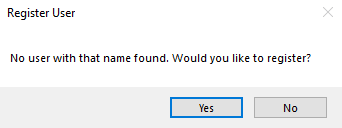 Register User
No user with that name found. Would you like to register?
Yes
No